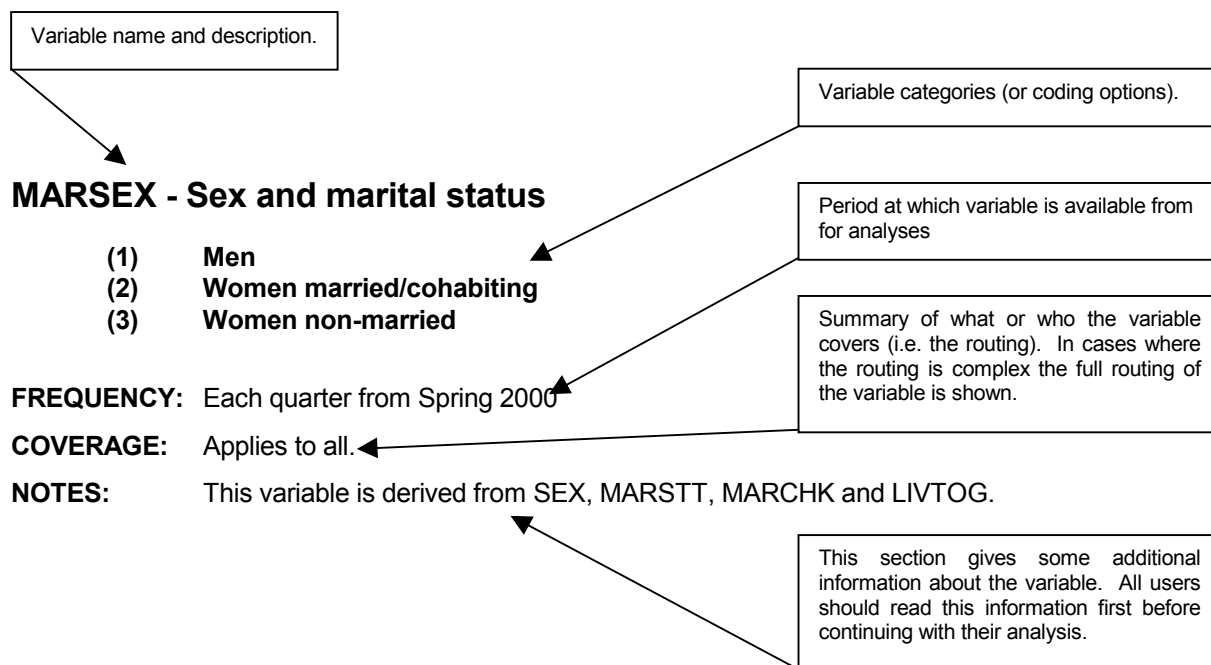 Variable name and description.
Variable categories (or coding options).
MARSEX - Sex and marital status
Period at which variable is available from
for analyses
(1) Men
(2) Women married/cohabiting
(3) Women non-married
Summary of what or who the variable
covers (i.e. the routing). In cases where
the routing is complex the full routing of
the variable is shown.
FREQUENCY: Each quarter from Spring 2000
COVERAGE: Applies to all.
NOTES: This variable is derived from SEX, MARSTT, MARCHK and LIVTOG.
This section gives some additional
information about the variable. All users
should read this information first before
continuing with their analysis.